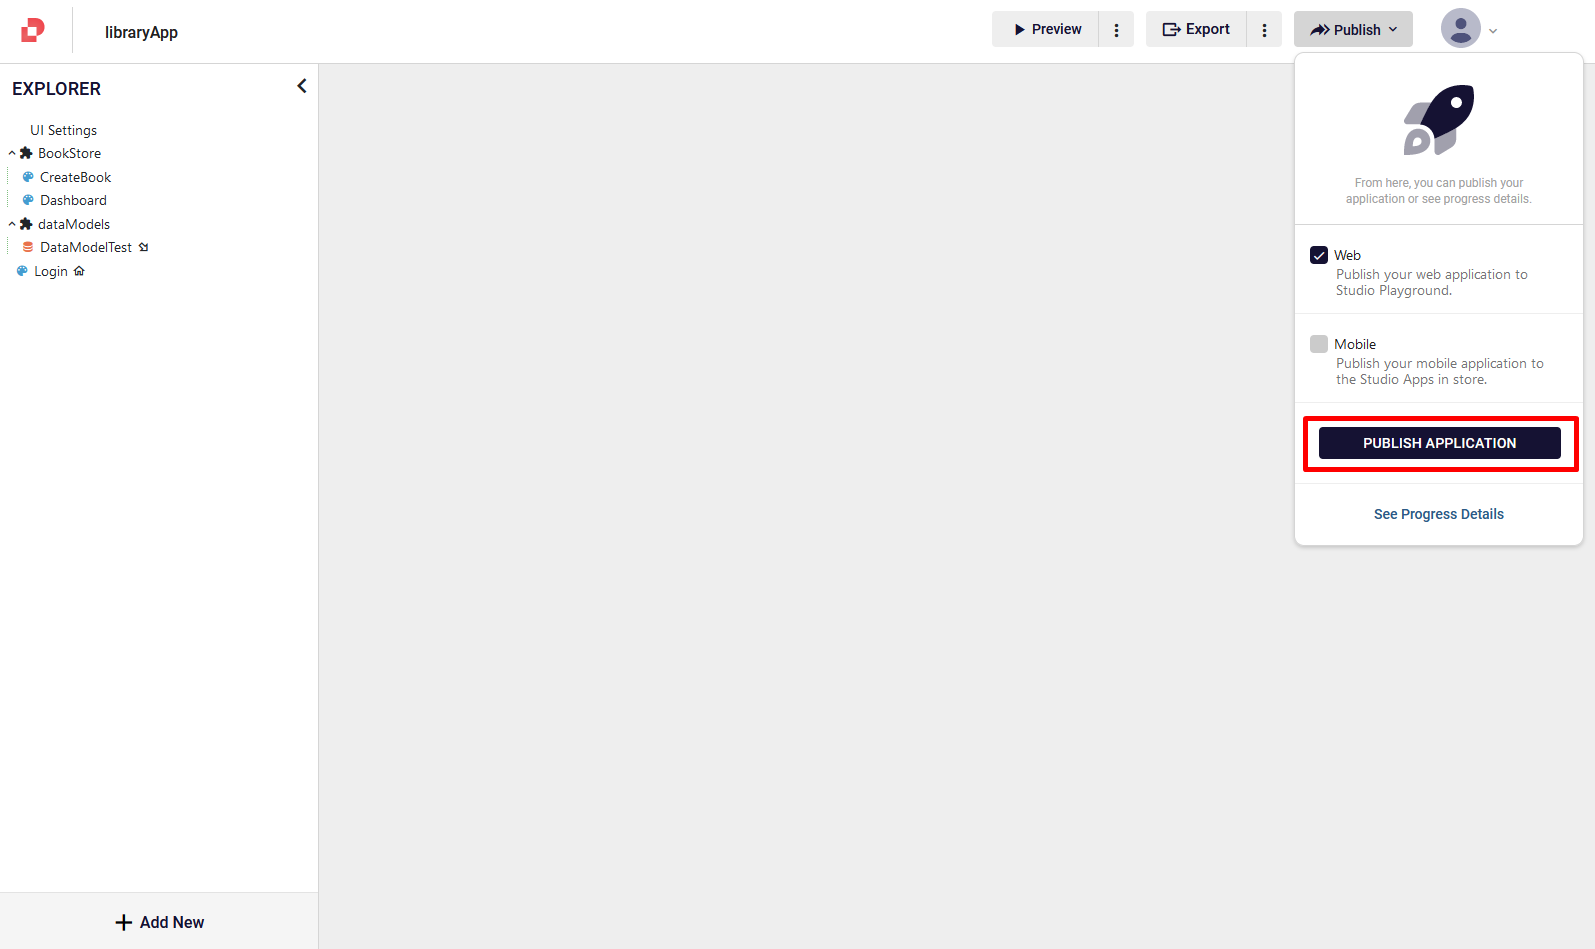 libraryApp
Preview
Export
Publish
EXPLORER
UI Settings
BookStore
CreateBook
Dashboard
dataModels
DataModelTest
Login
Add New
From here, you can publish your
application or see progress details.
Web
Publish your web application to
Studio Playground.
Mobile
Publish your mobile application to
the Studio Apps in store.
PUBLISH APPLICATION
See Progress Details